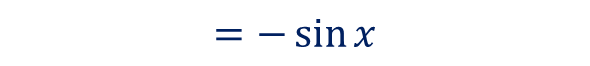 = − sin x